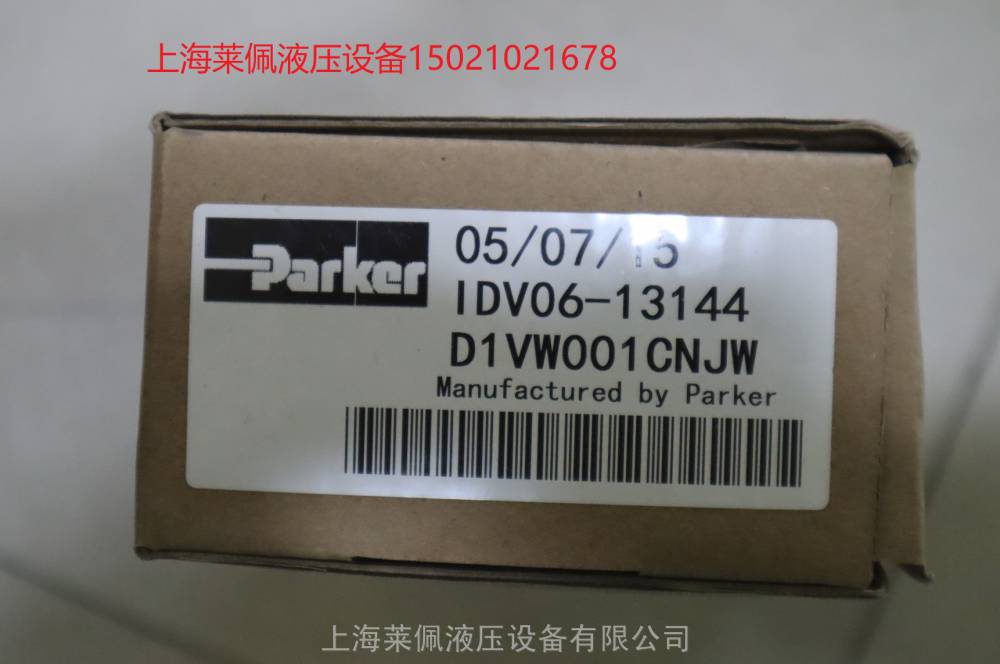 上海莱佩液压设备15021021678
Parker
05/07/15
IDV06-13144
D1VW001CNJW
Manufactured by Parker
上海莱佩液压设备有限公司